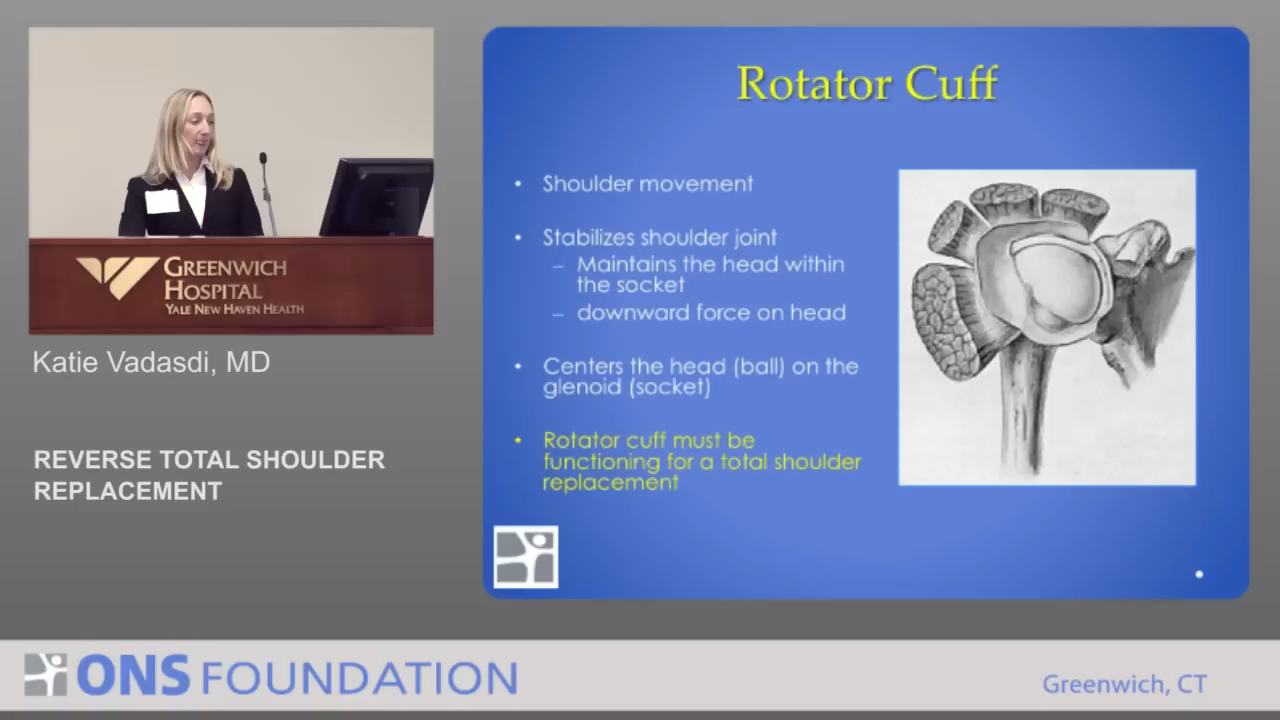 GREENWICH
HOSPITAL
YALE NEW HAVEN HEALTH
Katie Vadasdi, MD
REVERSE TOTAL SHOULDER
REPLACEMENT
Rotator Cuff
• Shoulder movement
• Stabilizes shoulder joint
– Maintains the head within
the socket
– downward force on head
• Centers the head (ball) on the
glenoid (socket)
• Rotator cuff must be
functioning for a total shoulder
replacement
ONS FOUNDATION
Greenwich, CT